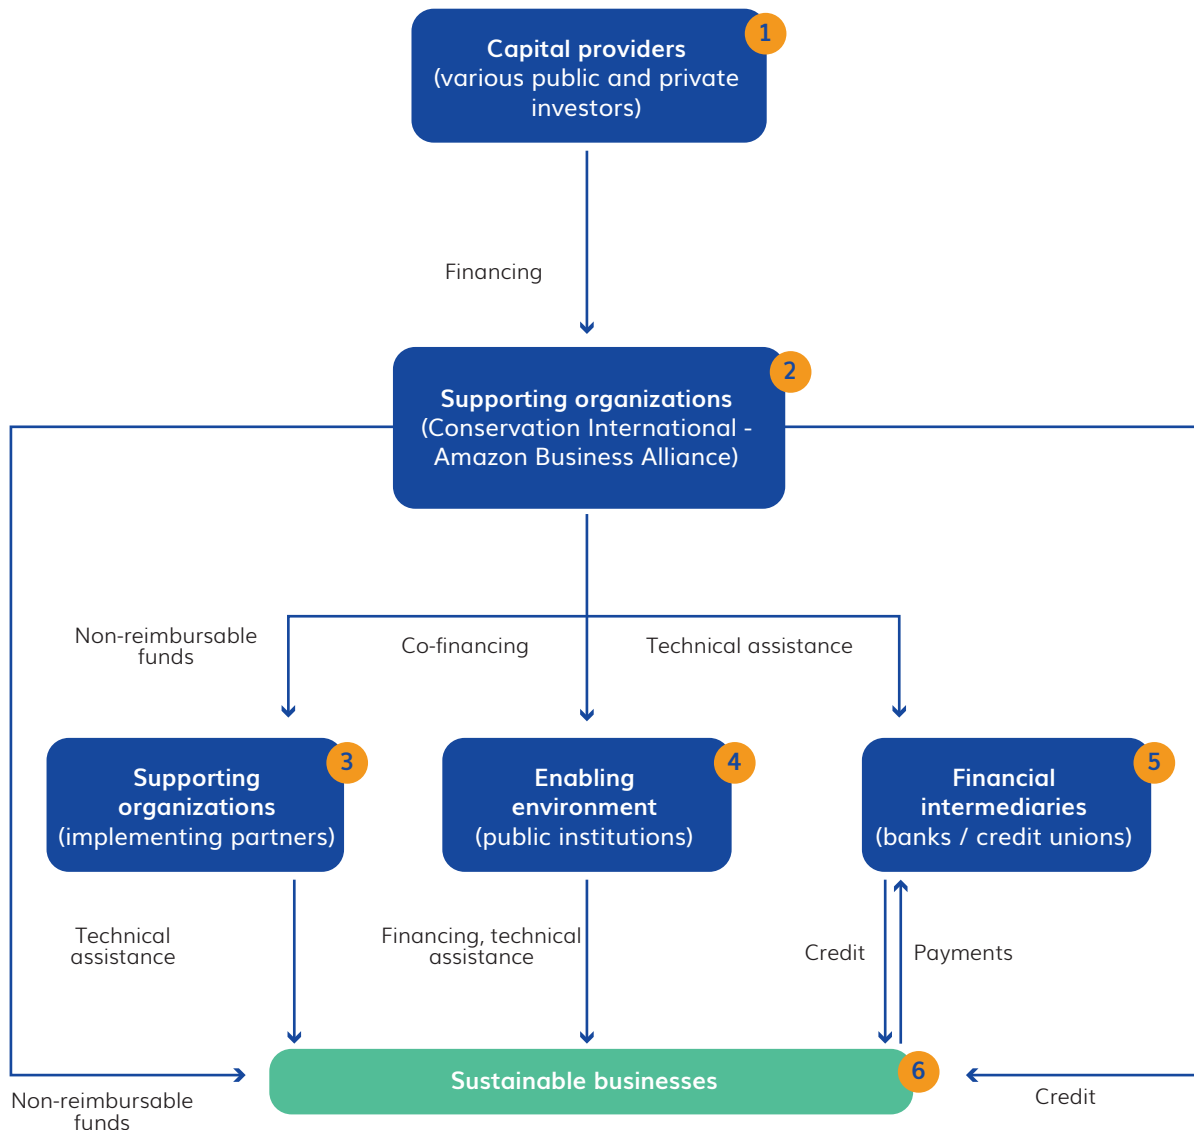 1
Capital providers
(various public and private
investors)
Financing
2
Supporting organizations
(Conservation International -
Amazon Business Alliance)
Non-reimbursable
funds
Co-financing
Technical assistance
3
Supporting
organizations
(implementing partners)
4
Enabling
environment
(public institutions)
5
Financial
intermediaries
(banks / credit unions)
Technical
assistance
Financing, technical
assistance
Credit
Payments
6
Sustainable businesses
Non-reimbursable
funds
Credit